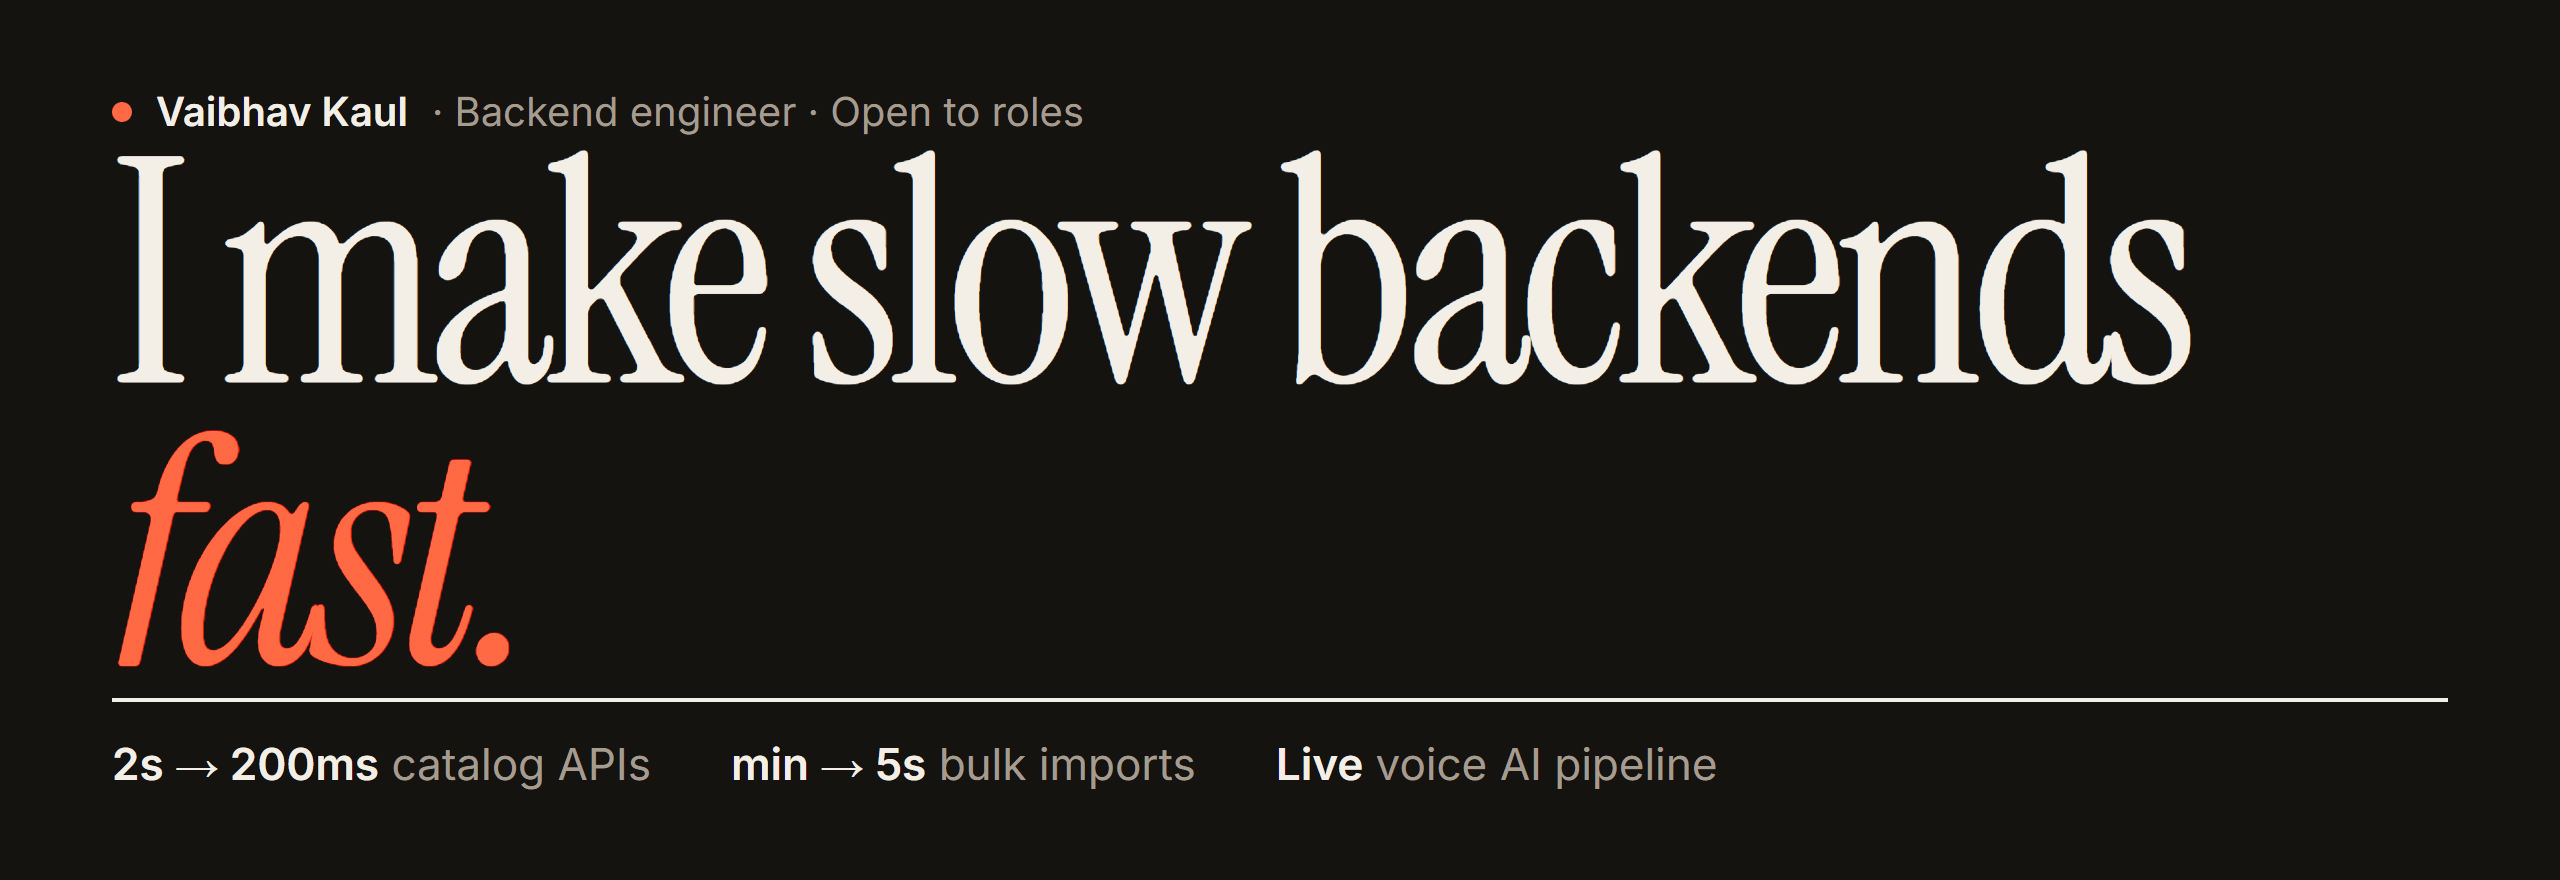 Vaibhav Kaul · Backend engineer · Open to roles
I make slow backends
fast.
2s → 200ms catalog APIs min → 5s bulk imports Live voice AI pipeline